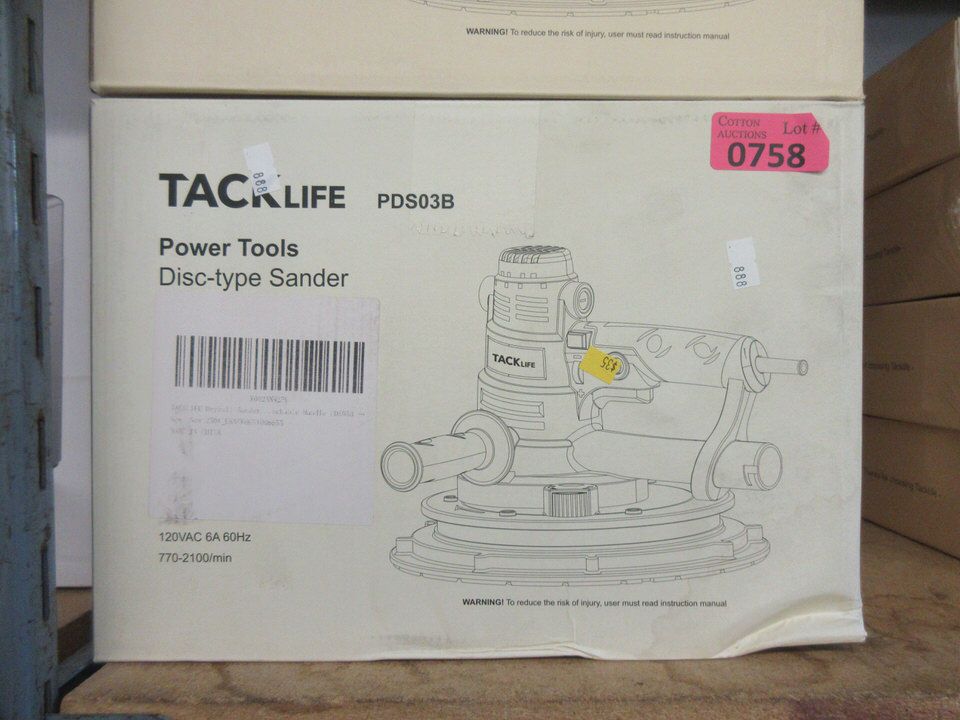 WARNING! To reduce the risk of injury, user must read instruction manual
COTTON AUCTIONS Lot #
0758
888
TACKLIFE PDS03B
Power Tools
Disc-type Sander
888
TACKLIFE
$35
120VAC 6A 60Hz
770-2100/min
WARNING! To reduce the risk of injury, user must read instruction manual